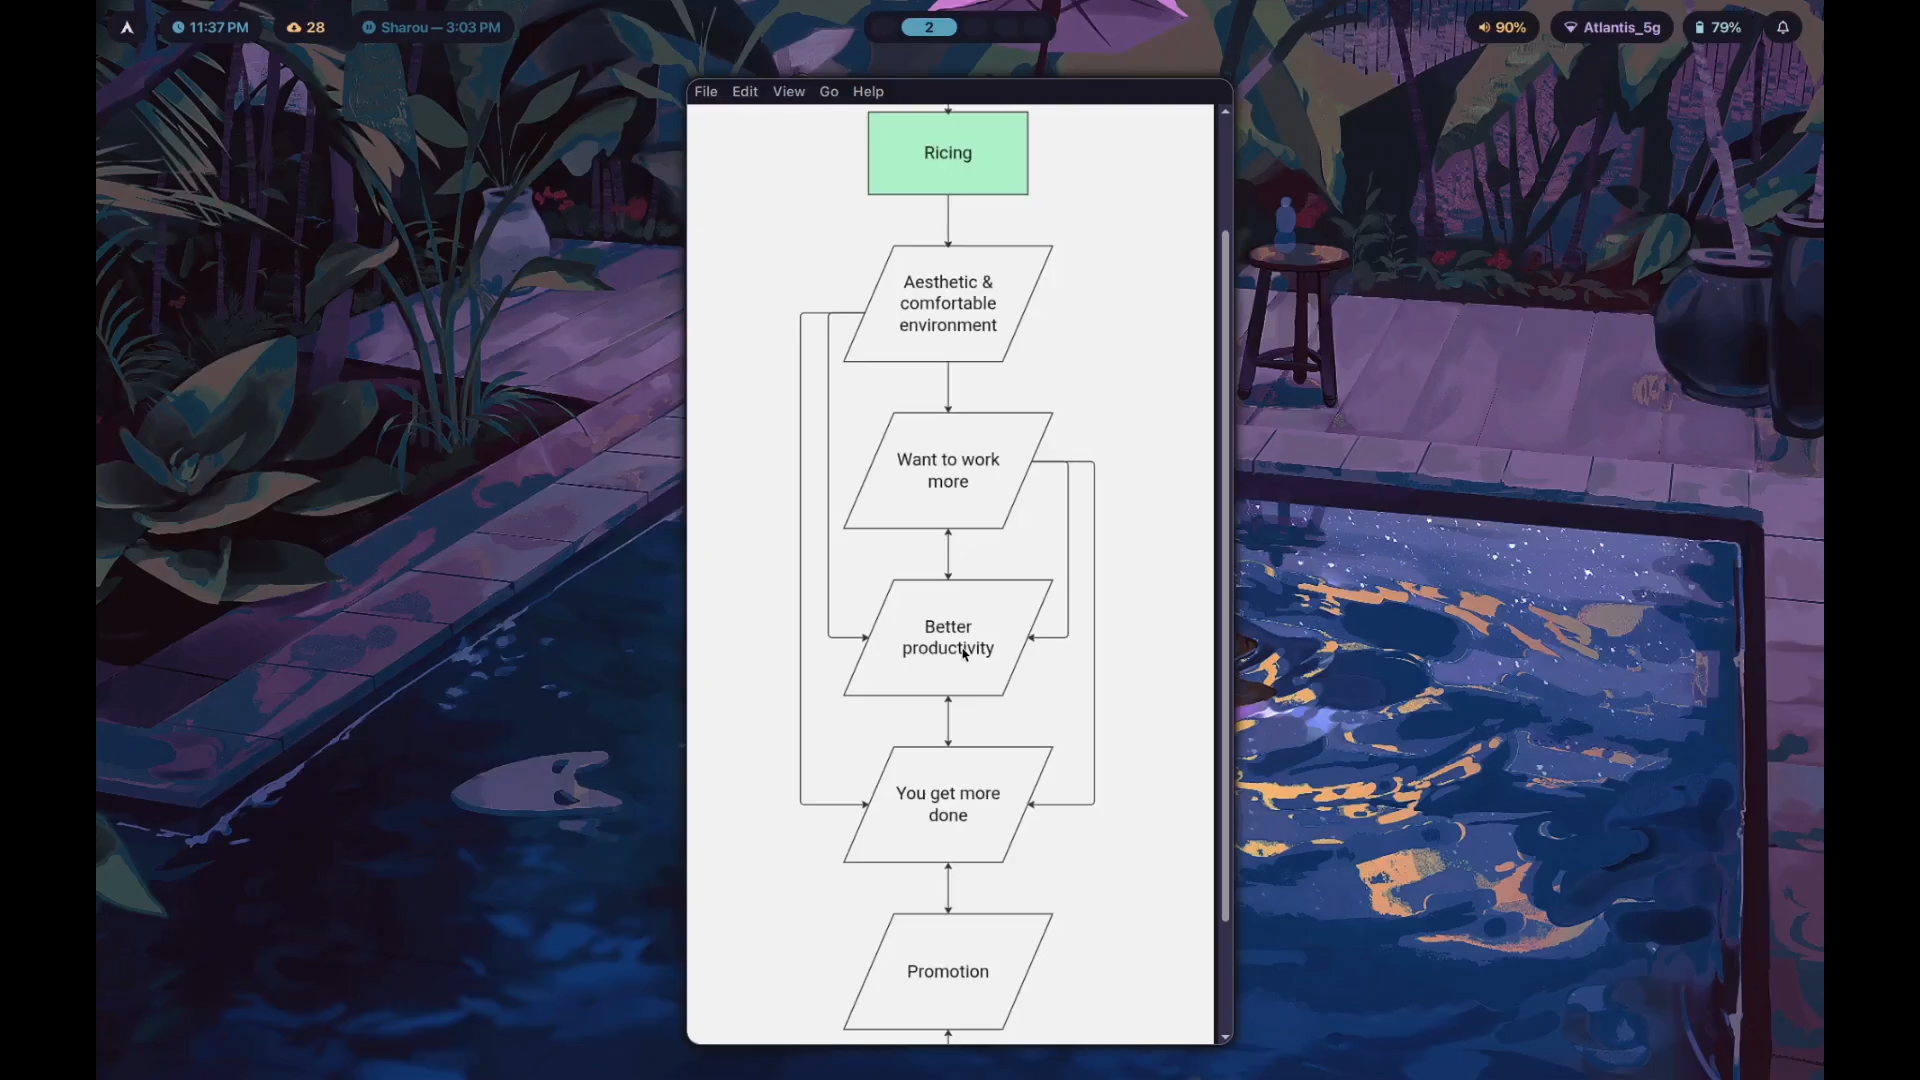 11:37 PM
28
Sharou — 3:03 PM
2
90%
Atlantis_5g
79%
File Edit View Go Help
Ricing
Aesthetic &
comfortable
environment
Want to work
more
Better
productivity
You get more
done
Promotion